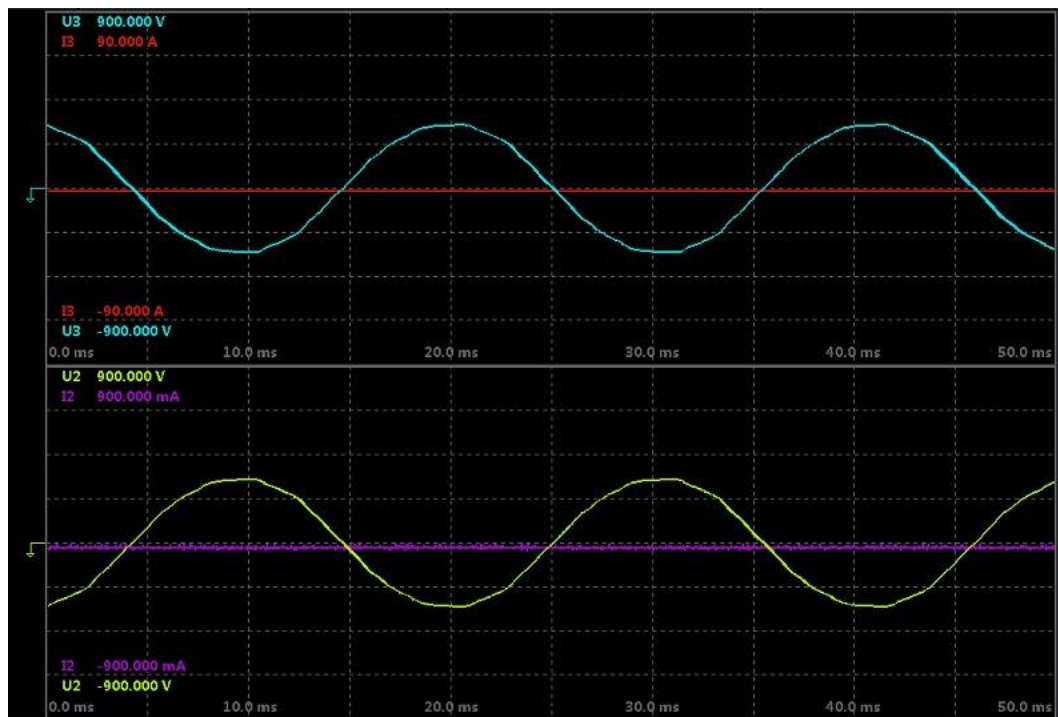 U3 900.000 V
I3 90.000 A
I3 -90.000 A
U3 -900.000 V
0.0 ms 10.0 ms 20.0 ms 30.0 ms 40.0 ms 50.0 ms
U2 900.000 V
I2 900.000 mA
I2 -900.000 mA
U2 -900.000 V
0.0 ms 10.0 ms 20.0 ms 30.0 ms 40.0 ms 50.0 ms